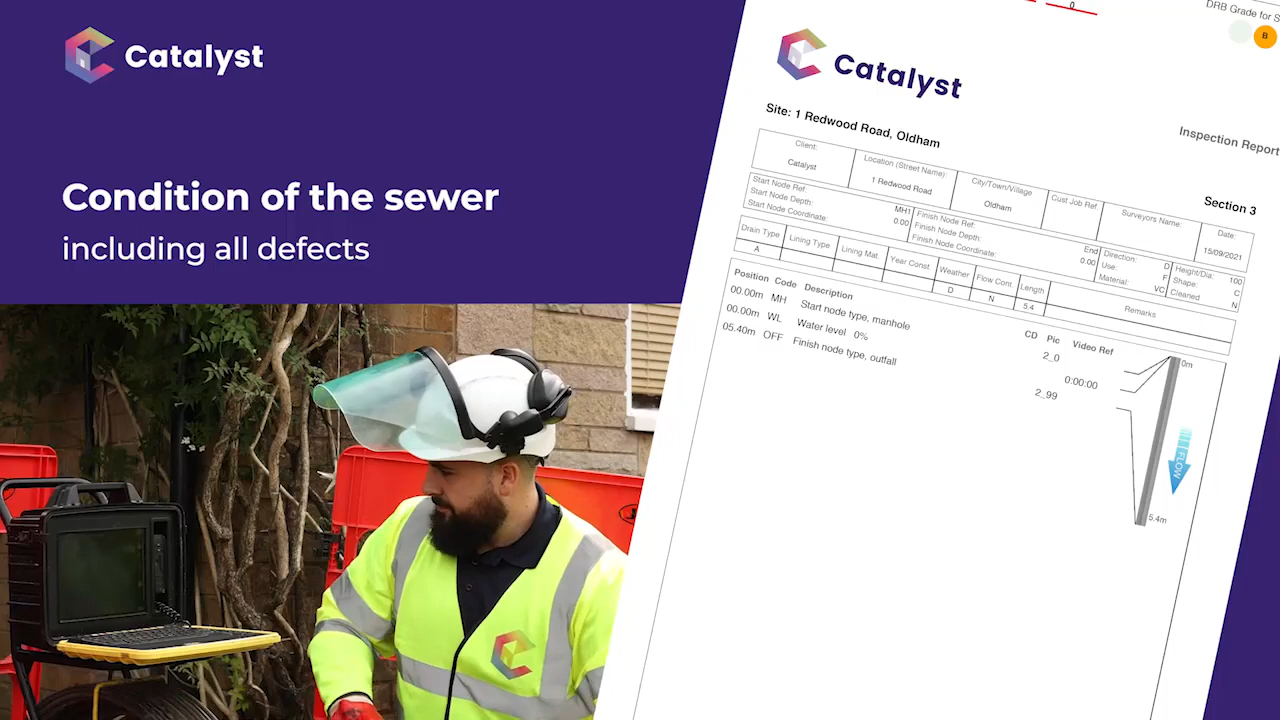 Catalyst
Condition of the sewer
including all defects
0
DRB Grade for S
B
Catalyst
Site: 1 Redwood Road, Oldham
Inspection Report
Section 3
Client:
Catalyst
Location (Street Name):
1 Redwood Road
City/Town/Village
Oldham
Cust Job Ref.
Surveyors Name:
Date:
15/09/2021
Start Node Ref. MH1
Start Node Depth: 0.00
Start Node Coordinate:
Finish Node Ref: End
Finish Node Depth: 0.00
Finish Node Coordinate:
Direction: D
Use: F
Material: VC
Height/Dia: 100
Shape: C
Cleaned N
Drain Type
A
Lining Type
Lining Mat.
Year Const.
Weather
D
Flow Cont.
N
Length
5.4
Remarks
Position Code Description CD Pic Video Ref
00.00m MH Start node type, manhole 2_0
00.00m WL Water level 0% 0:00:00
05.40m OFF Finish node type, outfall 2_99
0m
FLOW
5.4m